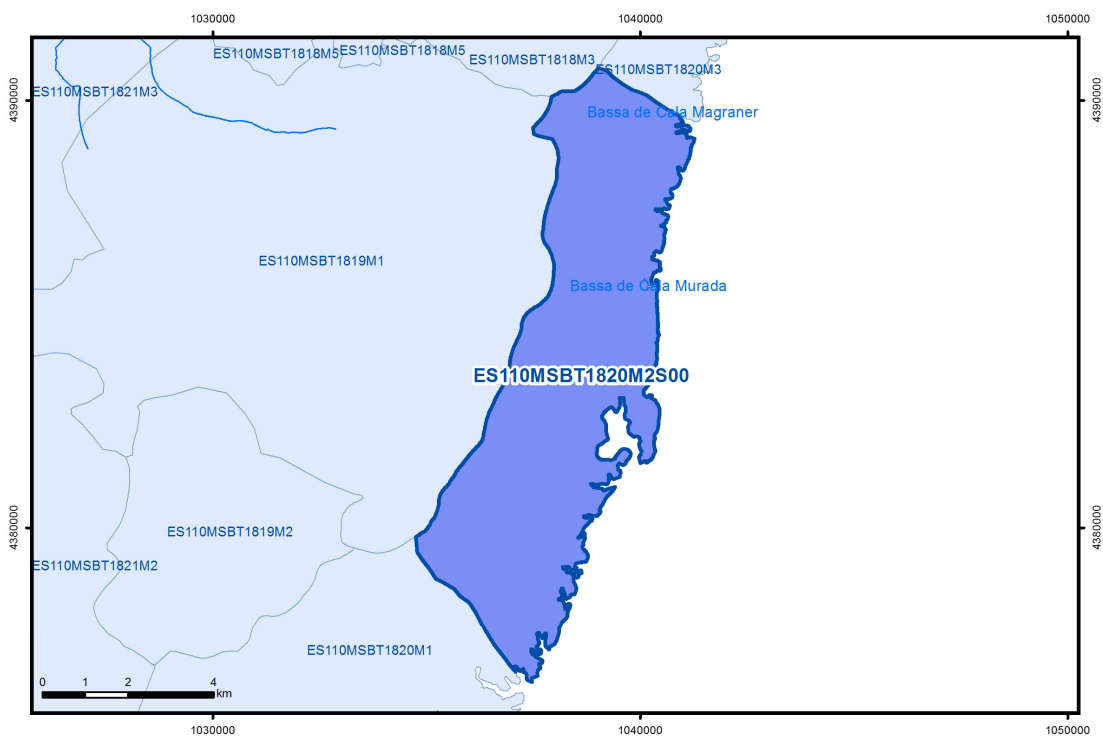 1030000 1040000 1050000
ES110MSBT1818M5 ES110MSBT1818M5
ES110MSBT1818M3
ES110MSBT1820M3
ES110MSBT1821M3
4390000 4390000
Bassa de Cala Magraner
ES110MSBT1819M1
Bassa de Cala Murada
ES110MSBT1820M2S00
ES110MSBT1819M2
4380000 4380000
ES110MSBT1821M2
ES110MSBT1820M1
0 1 2 4
km
1030000 1040000 1050000